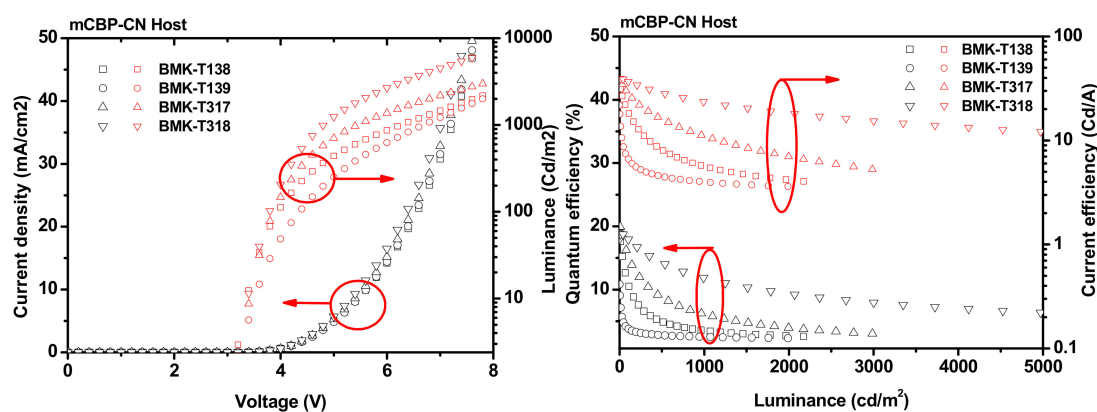 mCBP-CN Host
Current density (mA/cm2)
50
40
30
20
10
0
BMK-T138
BMK-T139
BMK-T317
BMK-T318
10000
1000
100
10
Luminance (Cd/m2)
0
2
4
6
8
Voltage (V)
mCBP-CN Host
Quantum efficiency (%)
50
40
30
20
10
BMK-T138
BMK-T139
BMK-T317
BMK-T318
100
10
1
0.1
Current efficiency (Cd/A)
0
1000
2000
3000
4000
5000
Luminance (cd/m²)